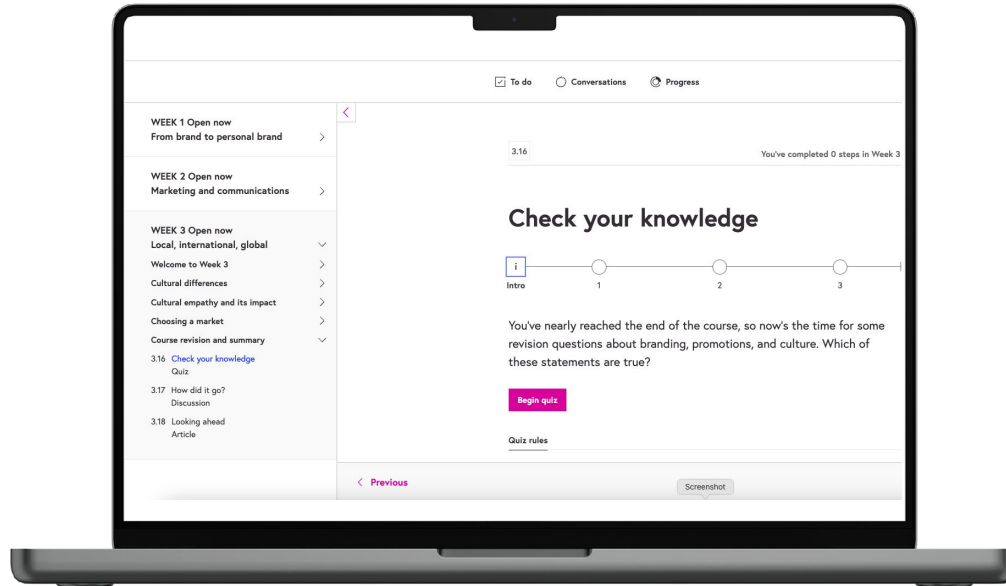 To do Conversations Progress
WEEK 1 Open now
From brand to personal brand
WEEK 2 Open now
Marketing and communications
WEEK 3 Open now
Local, international, global
Welcome to Week 3
Cultural differences
Cultural empathy and its impact
Choosing a market
Course revision and summary
3.16 Check your knowledge
Quiz
3.17 How did it go?
Discussion
3.18 Looking ahead
Article
3.16
You've completed 0 steps in Week 3
Check your knowledge
i
Intro 1 2 3
You've nearly reached the end of the course, so now's the time for some
revision questions about branding, promotions, and culture. Which of
these statements are true?
Begin quiz
Quiz rules
Previous
Screenshot